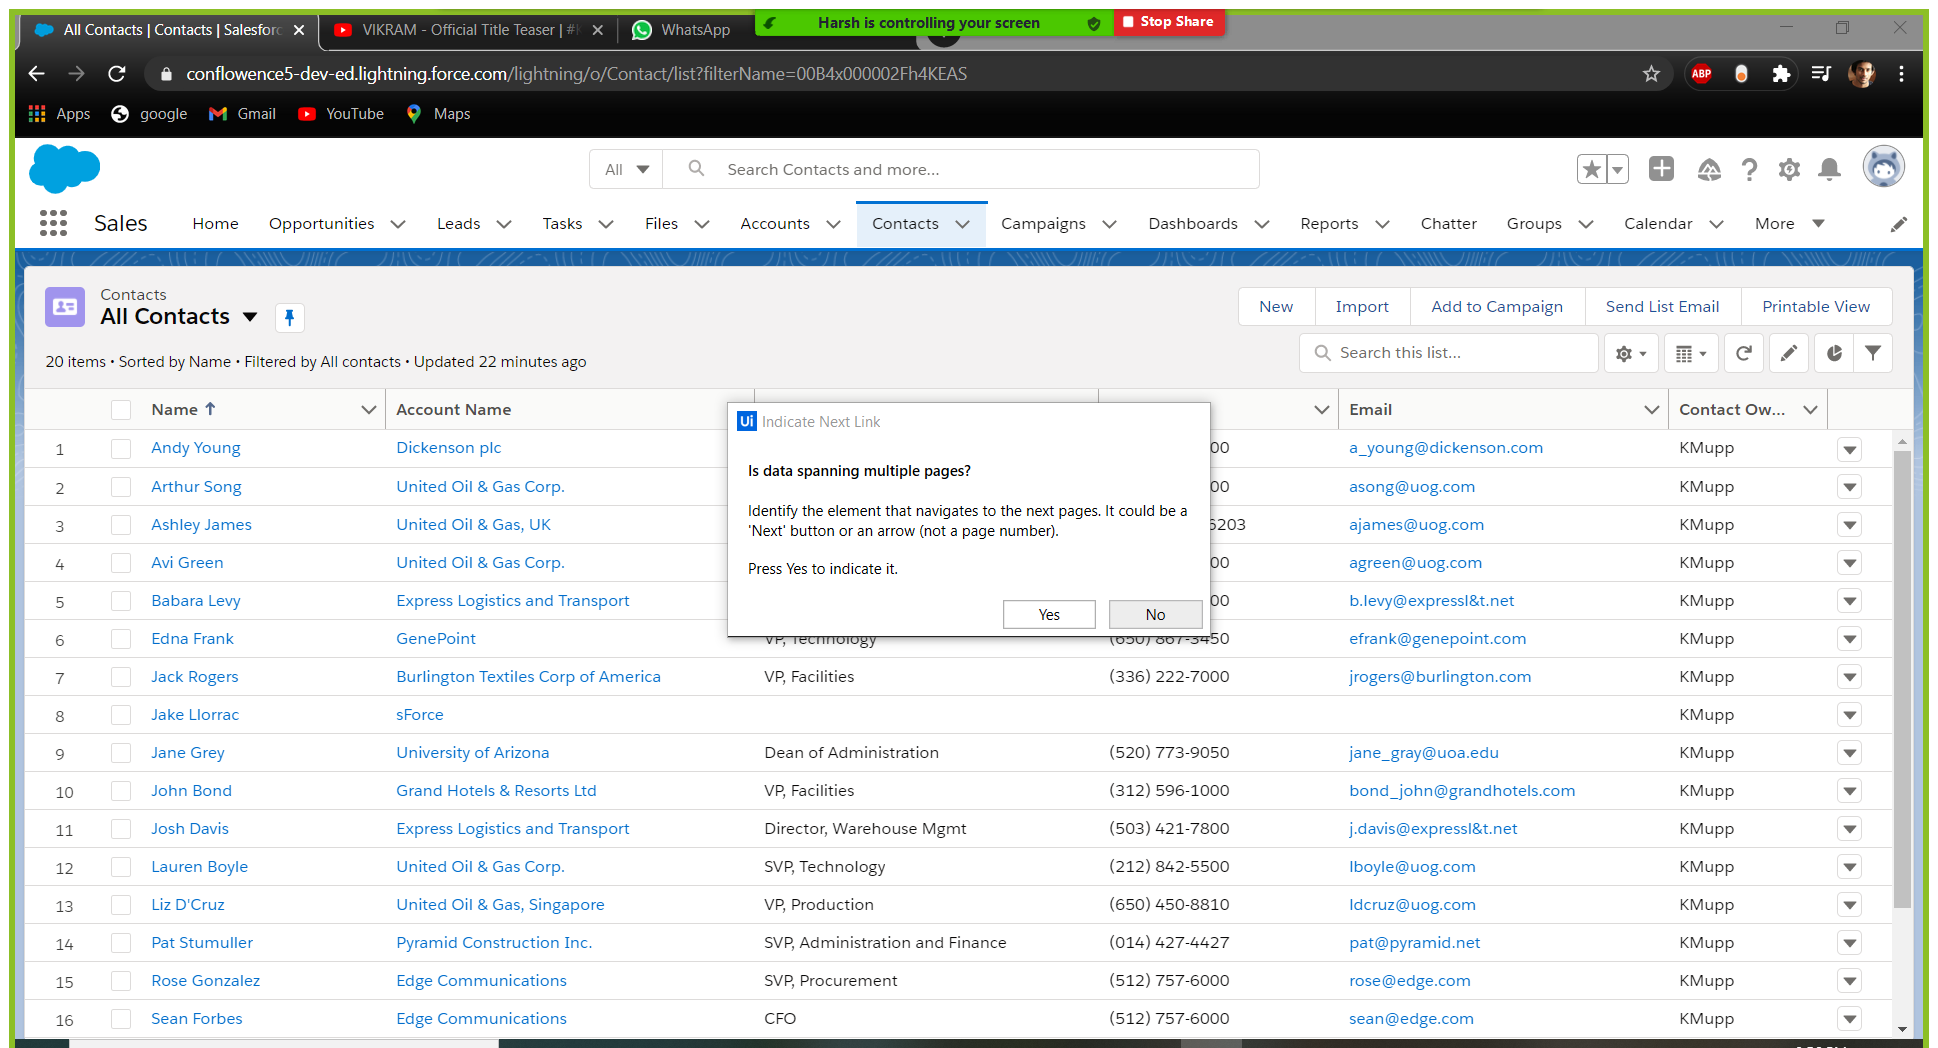 Harsh is controlling your screen
Stop Share
All Contacts | Contacts | Salesforc
VIKRAM - Official Title Teaser | #
WhatsApp
conflowence5-dev-ed.lightning.force.com/lightning/o/Contact/list?filterName=00B4x000002Fh4KEAS
ABP
Apps google Gmail YouTube Maps
All Search Contacts and more...
Sales Home Opportunities Leads Tasks Files Accounts Contacts Campaigns Dashboards Reports Chatter Groups Calendar More
Contacts
All Contacts
New Import Add to Campaign Send List Email Printable View
20 items • Sorted by Name • Filtered by All contacts • Updated 22 minutes ago
Search this list...
Name Account Name Email Contact Ow...
1 Andy Young Dickenson plc 00 a_young@dickenson.com KMupp
2 Arthur Song United Oil & Gas Corp. 00 asong@uog.com KMupp
3 Ashley James United Oil & Gas, UK 6203 ajames@uog.com KMupp
4 Avi Green United Oil & Gas Corp. 00 agreen@uog.com KMupp
5 Babara Levy Express Logistics and Transport 00 b.levy@expressl&t.net KMupp
6 Edna Frank GenePoint VP, Technology (650) 867-3450 efrank@genepoint.com KMupp
7 Jack Rogers Burlington Textiles Corp of America VP, Facilities (336) 222-7000 jrogers@burlington.com KMupp
8 Jake Llorrac sForce KMupp
9 Jane Grey University of Arizona Dean of Administration (520) 773-9050 jane_gray@uoa.edu KMupp
10 John Bond Grand Hotels & Resorts Ltd VP, Facilities (312) 596-1000 bond_john@grandhotels.com KMupp
11 Josh Davis Express Logistics and Transport Director, Warehouse Mgmt (503) 421-7800 j.davis@expressl&t.net KMupp
12 Lauren Boyle United Oil & Gas Corp. SVP, Technology (212) 842-5500 lboyle@uog.com KMupp
13 Liz D'Cruz United Oil & Gas, Singapore VP, Production (650) 450-8810 ldcruz@uog.com KMupp
14 Pat Stumuller Pyramid Construction Inc. SVP, Administration and Finance (014) 427-4427 pat@pyramid.net KMupp
15 Rose Gonzalez Edge Communications SVP, Procurement (512) 757-6000 rose@edge.com KMupp
16 Sean Forbes Edge Communications CFO (512) 757-6000 sean@edge.com KMupp
Ui Indicate Next Link
Is data spanning multiple pages?
Identify the element that navigates to the next pages. It could be a
'Next' button or an arrow (not a page number).
Press Yes to indicate it.
Yes No